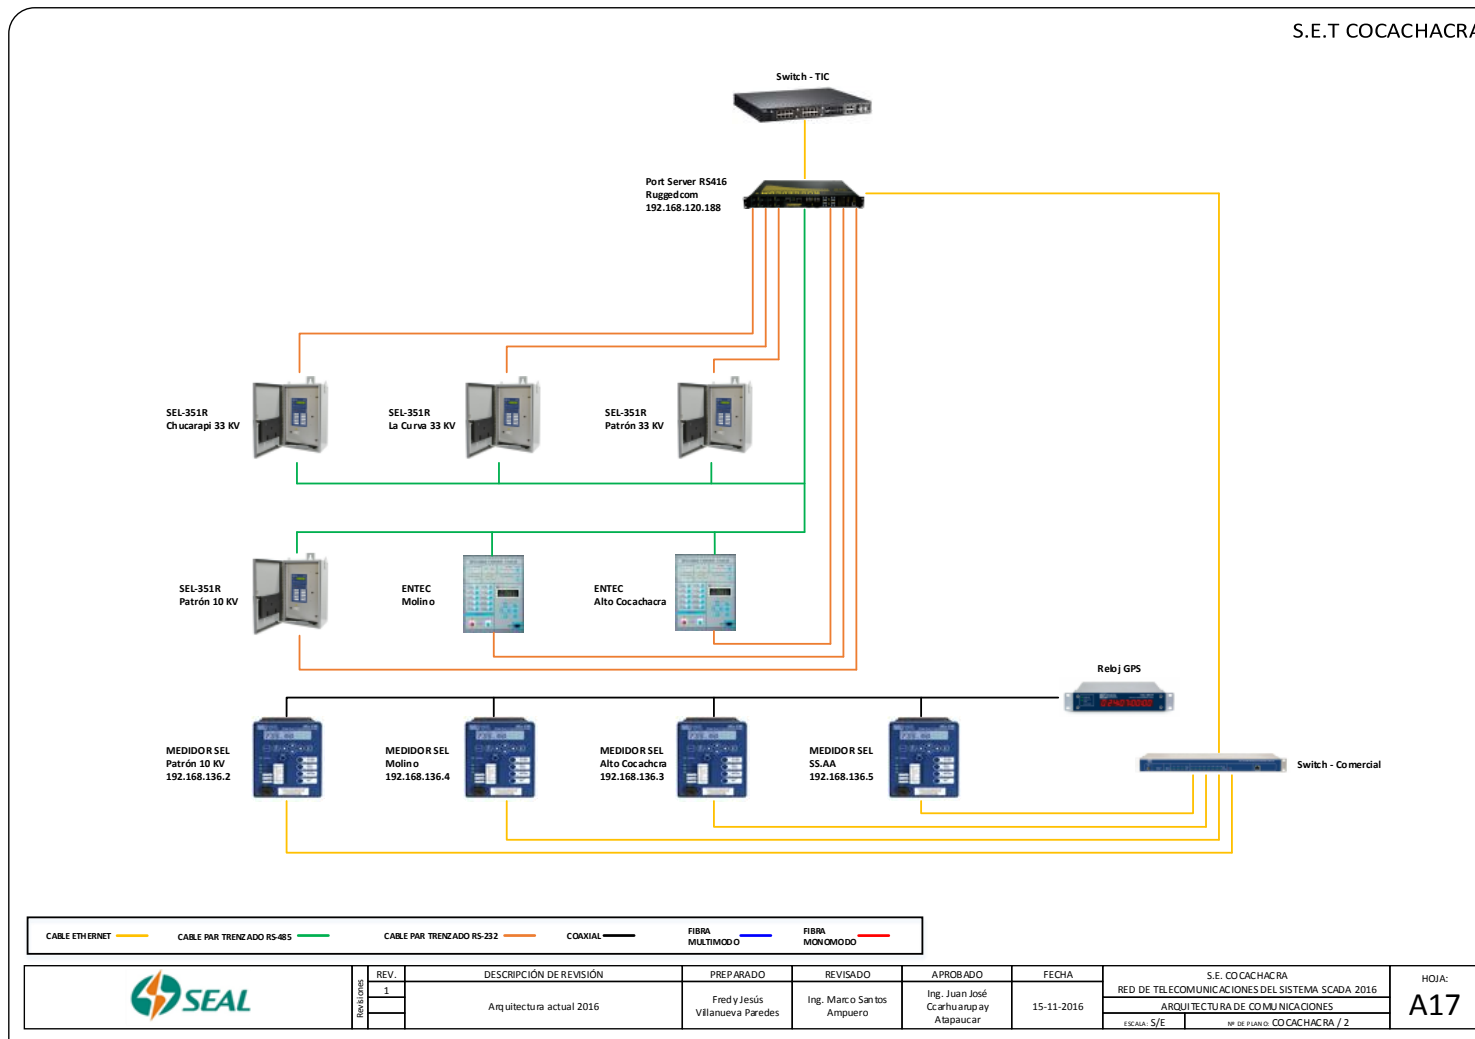 S.E.T COCACHACRA
Switch - TIC
Port Server RS416
Ruggedcom
192.168.120.188
SEL-351R
Chucarapi 33 KV
SEL-351R
La Curva 33 KV
SEL-351R
Patrón 33 KV
SEL-351R
Patrón 10 KV
ENTEC
Molino
ENTEC
Alto Cocachacra
Reloj GPS
MEDIDOR SEL
Patrón 10 KV
192.168.136.2
MEDIDOR SEL
Molino
192.168.136.4
MEDIDOR SEL
Alto Cocachcra
192.168.136.3
MEDIDOR SEL
SS.AA
192.168.136.5
Switch - Comercial
CABLE ETHERNET
CABLE PAR TRENZADO RS-485
CABLE PAR TRENZADO RS-232
COAXIAL
FIBRA
MULTIMODO
FIBRA
MONOMODO
SEAL
Revisiones
REV.
DESCRIPCIÓN DE REVISIÓN
PREPARADO
REVISADO
APROBADO
FECHA
1
Arquitectura actual 2016
Fredy Jesús
Villanueva Paredes
Ing. Marco Santos
Ampuero
Ing. Juan José
Ccarhuarupay
Atapaucar
15-11-2016
S.E. COCACHACRA
RED DE TELECOMUNICACIONES DEL SISTEMA SCADA 2016
ARQUITECTURA DE COMUNICACIONES
ESCALA: S/E
Nº DE PLANO: COCACHACRA / 2
HOJA:
A17